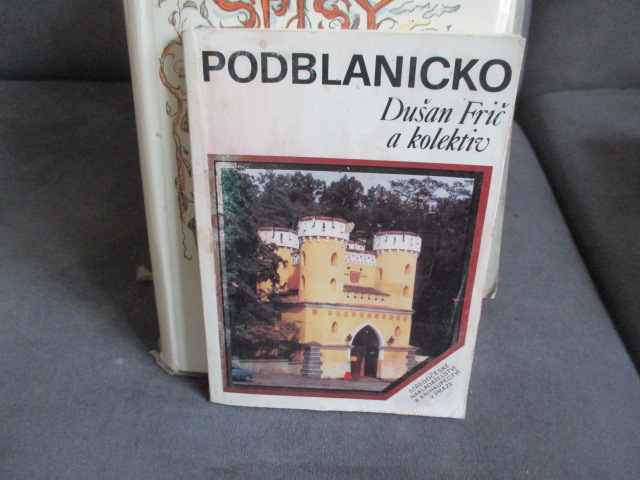 SPISY
PODBLANICKO
Dušan Frič
a kolektiv
STŘEDOČESKÉ
NAKLADATELSTVÍ
A KNIHKUPECTVÍ
V PRAZE